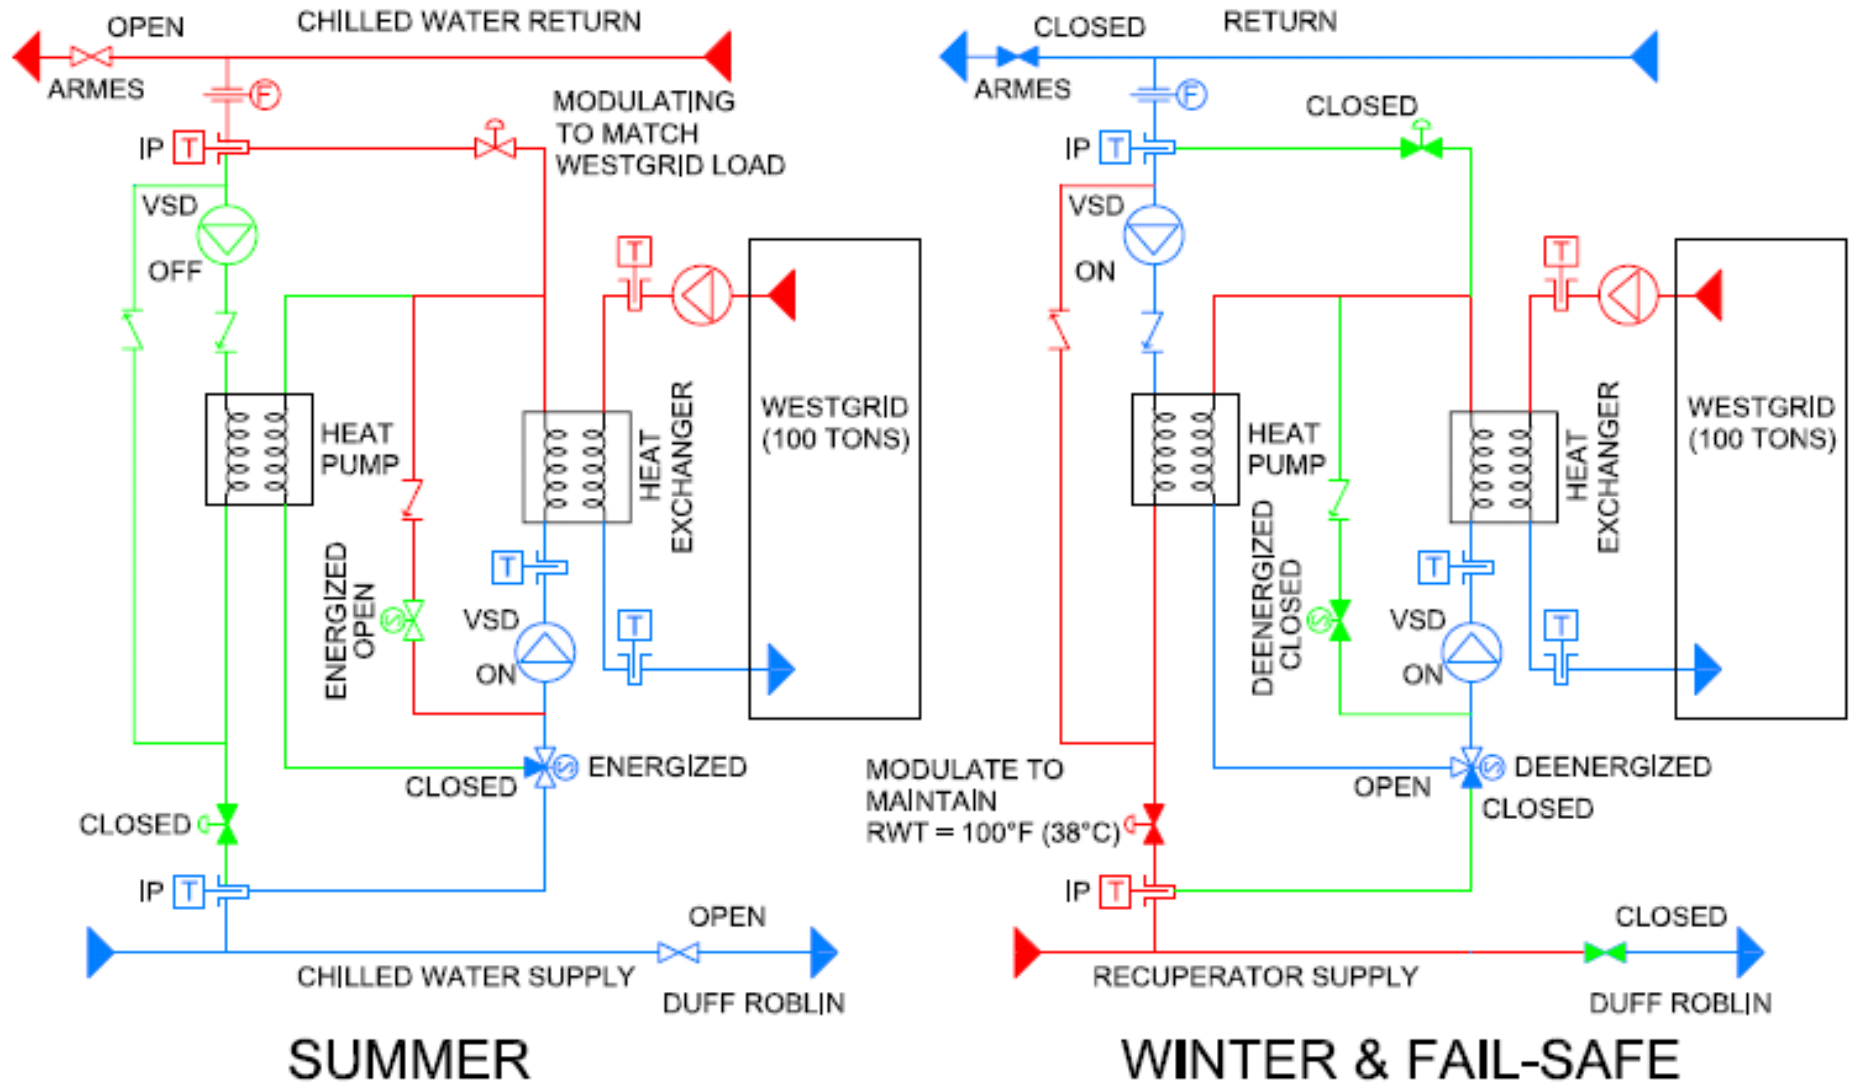 OPEN
CHILLED WATER RETURN
ARMES
F
MODULATING
TO MATCH
WESTGRID LOAD
IP
T
VSD
OFF
T
HEAT
PUMP
HEAT
EXCHANGER
WESTGRID
(100 TONS)
ENERGIZED
OPEN
S
T
VSD
ON
T
CLOSED
S
ENERGIZED
CLOSED
IP
T
OPEN
CHILLED WATER SUPPLY
DUFF ROBLIN
SUMMER
CLOSED
RETURN
ARMES
F
CLOSED
IP
T
VSD
ON
T
HEAT
PUMP
HEAT
EXCHANGER
WESTGRID
(100 TONS)
DEENERGIZED
CLOSED
S
T
VSD
ON
T
MODULATE TO
MAINTAIN
RWT = 100°F (38°C)
OPEN
S
DEENERGIZED
CLOSED
IP
T
CLOSED
RECUPERATOR SUPPLY
DUFF ROBLIN
WINTER & FAIL-SAFE